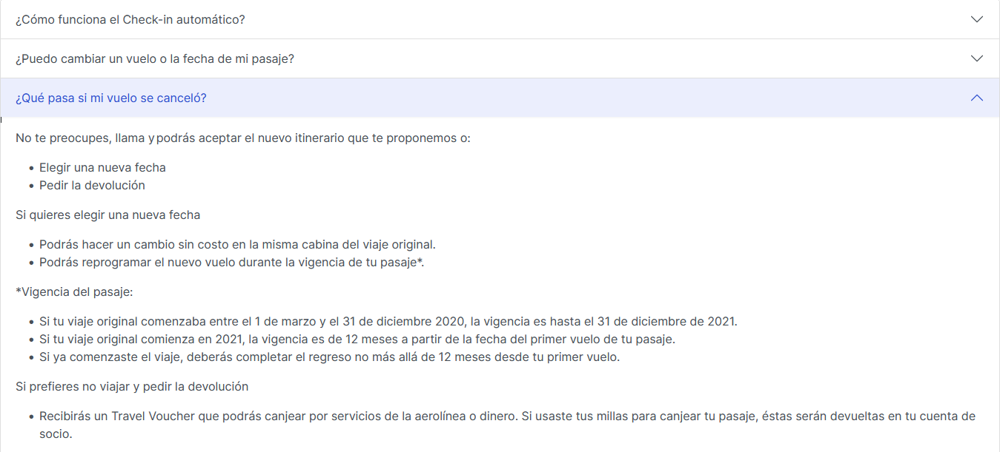 ¿Cómo funciona el Check-in automático?
¿Puedo cambiar un vuelo o la fecha de mi pasaje?
¿Qué pasa si mi vuelo se canceló?
No te preocupes, llama y podrás aceptar el nuevo itinerario que te proponemos o:
• Elegir una nueva fecha
• Pedir la devolución
Si quieres elegir una nueva fecha
• Podrás hacer un cambio sin costo en la misma cabina del viaje original.
• Podrás reprogramar el nuevo vuelo durante la vigencia de tu pasaje*.
*Vigencia del pasaje:
• Si tu viaje original comenzaba entre el 1 de marzo y el 31 de diciembre 2020, la vigencia es hasta el 31 de diciembre de 2021.
• Si tu viaje original comienza en 2021, la vigencia es de 12 meses a partir de la fecha del primer vuelo de tu pasaje.
• Si ya comenzaste el viaje, deberás completar el regreso no más allá de 12 meses desde tu primer vuelo.
Si prefieres no viajar y pedir la devolución
• Recibirás un Travel Voucher que podrás canjear por servicios de la aerolínea o dinero. Si usaste tus millas para canjear tu pasaje, éstas serán devueltas en tu cuenta de
socio.